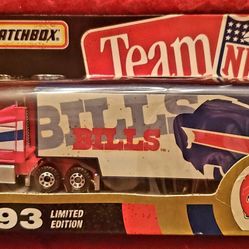 MATCHBOX
Team N
BILLS
BILLS
93 LIMITED
EDITION